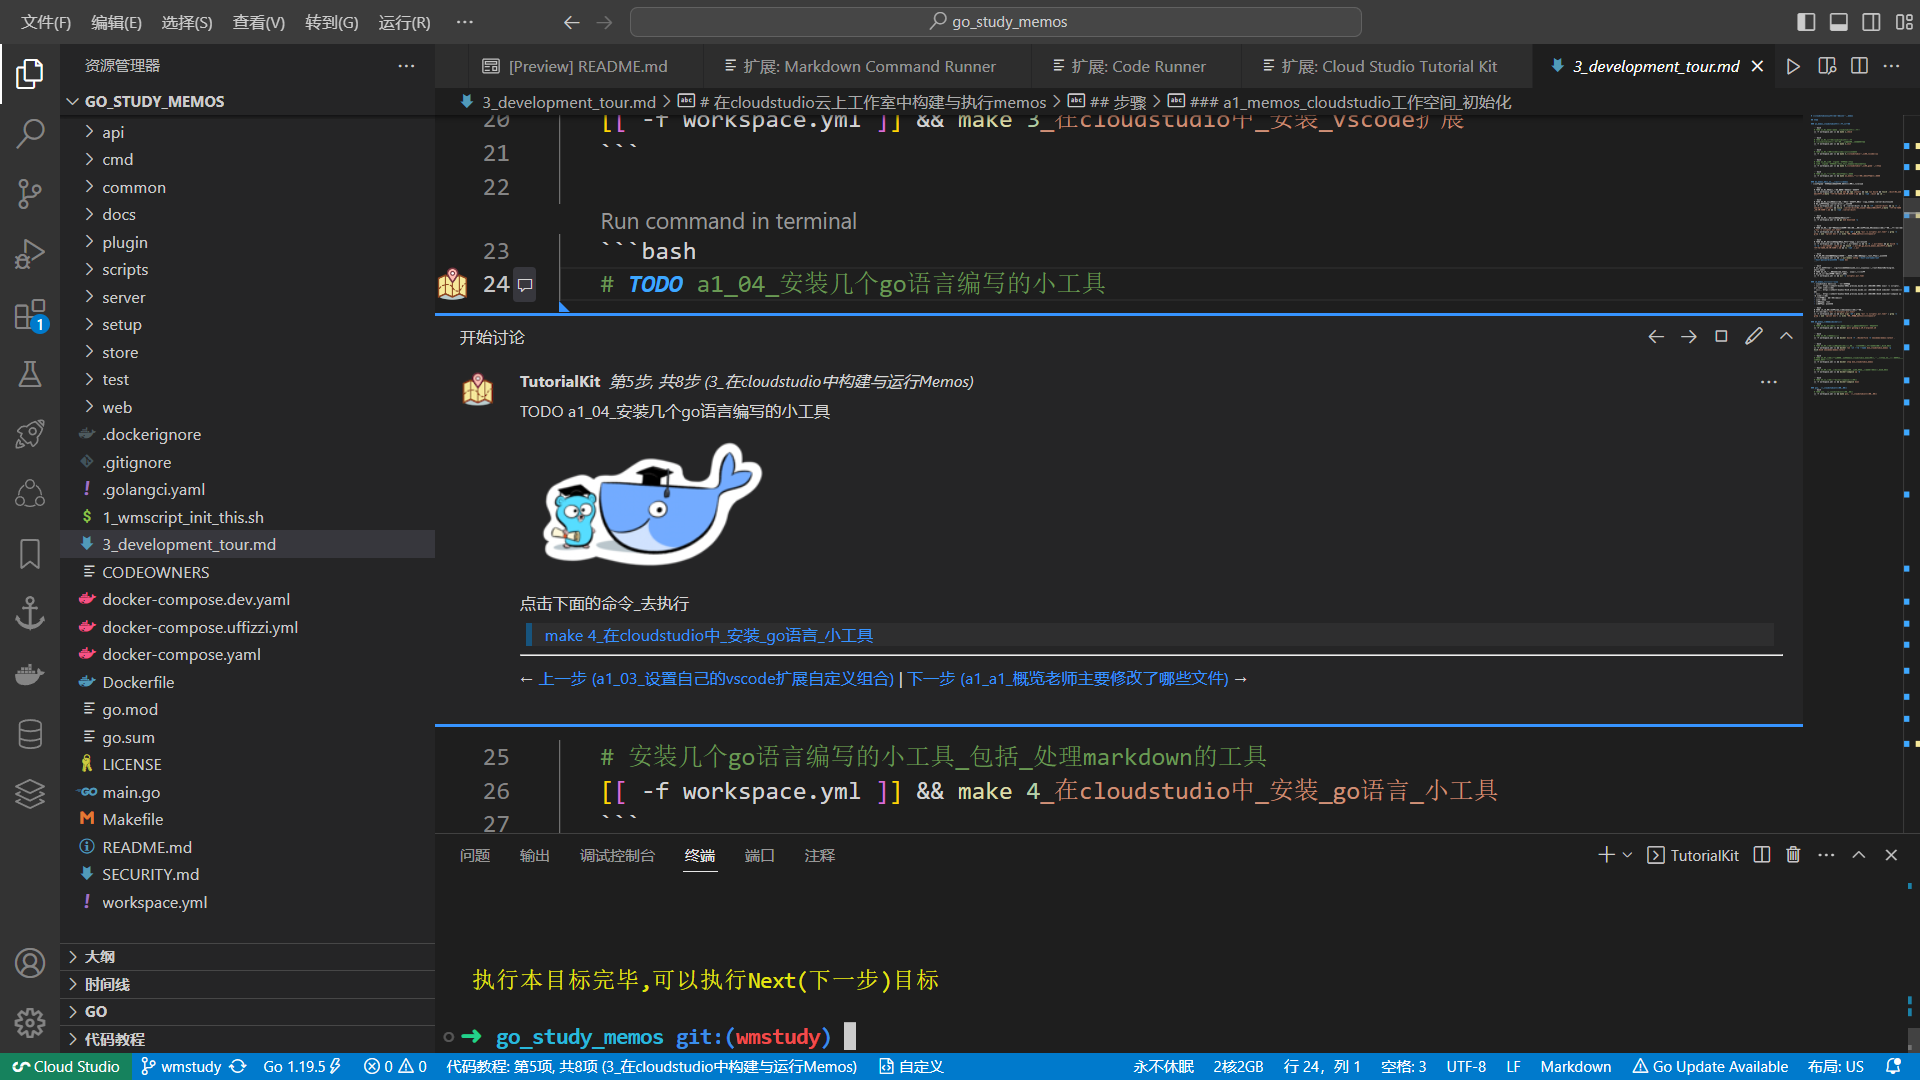 文件(F) 编辑(E) 选择(S) 查看(V) 转到(G) 运行(R) ··· go_study_memos
资源管理器 ···
[Preview] README.md 扩展: Markdown Command Runner 扩展: Code Runner 扩展: Cloud Studio Tutorial Kit 3_development_tour.md
3_development_tour.md > # 在cloudstudio云上工作室中构建与执行memos > ## 步骤 > ### a1_memos_cloudstudio工作空间_初始化
GO_STUDY_MEMOS
api
cmd
common
docs
plugin
scripts
server
setup
store
test
web
.dockerignore
.gitignore
! .golangci.yaml
$ 1_wmscript_init_this.sh
3_development_tour.md
CODEOWNERS
docker-compose.dev.yaml
docker-compose.uffizzi.yml
docker-compose.yaml
Dockerfile
go.mod
go.sum
LICENSE
main.go
Makefile
README.md
SECURITY.md
! workspace.yml
大纲
时间线
GO
代码教程
1
20 [[ -f workspace.yml ]] && make 3_在cloudstudio中_安装_vscode扩展
21 ```
22
Run command in terminal
23 ```bash
24 # TODO a1_04_安装几个go语言编写的小工具
开始讨论
TutorialKit 第5步, 共8步 (3_在cloudstudio中构建与运行Memos)
TODO a1_04_安装几个go语言编写的小工具
点击下面的命令_去执行
make 4_在cloudstudio中_安装_go语言_小工具
← 上一步 (a1_03_设置自己的vscode扩展自定义组合) | 下一步 (a1_a1_概览老师主要修改了哪些文件) →
25 # 安装几个go语言编写的小工具_包括_处理markdown的工具
26 [[ -f workspace.yml ]] && make 4_在cloudstudio中_安装_go语言_小工具
27 ```
问题 输出 调试控制台 终端 端口 注释 TutorialKit
执行本目标完毕,可以执行Next(下一步)目标
➜ go_study_memos git:(wmstudy)
Cloud Studio wmstudy Go 1.19.5 0 0 代码教程: 第5项, 共8项 (3_在cloudstudio中构建与运行Memos) 自定义 永不休眠 2核2GB 行 24，列 1 空格: 3 UTF-8 LF Markdown Go Update Available 布局: US